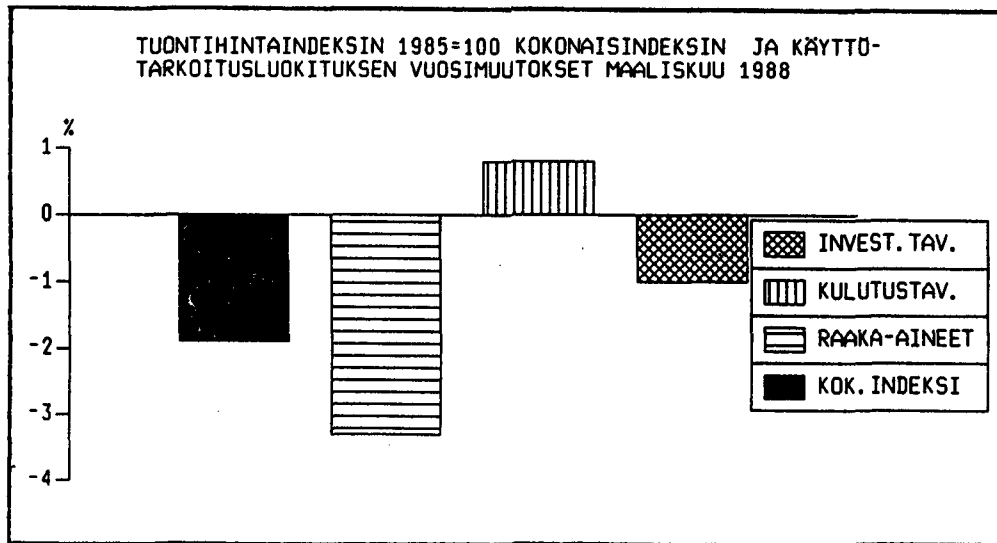 TUONTIHINTAINDEKSIN 1985=100 KOKONAISINDEKSIN JA KÄYTTÖ-
TARKOITUSLUOKITUKSEN VUOSIMUUTOKSET MAALISKUU 1988
%
1
0
-1
-2
-3
-4
INVEST. TAV.
KULUTUSTAV.
RAAKA-AINEET
KOK. INDEKSI